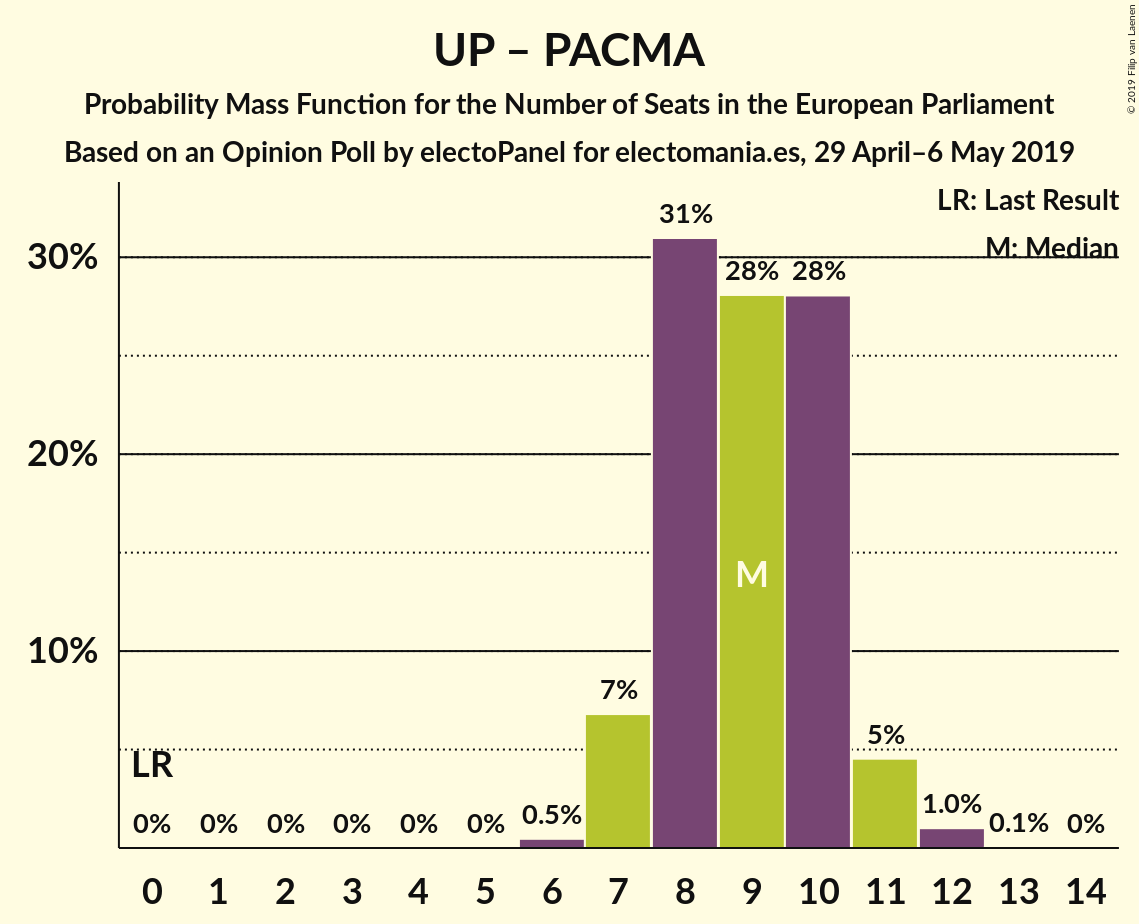 UP – PACMA
Probability Mass Function for the Number of Seats in the European Parliament
Based on an Opinion Poll by electoPanel for electomania.es, 29 April–6 May 2019
© 2019 Filip van Laenen
LR: Last Result
M: Median
30%
20%
10%
31%
28% 28%
M
7%
5%
LR
0% 0% 0% 0% 0% 0% 0.5% 1.0% 0.1% 0%
0 1 2 3 4 5 6 7 8 9 10 11 12 13 14